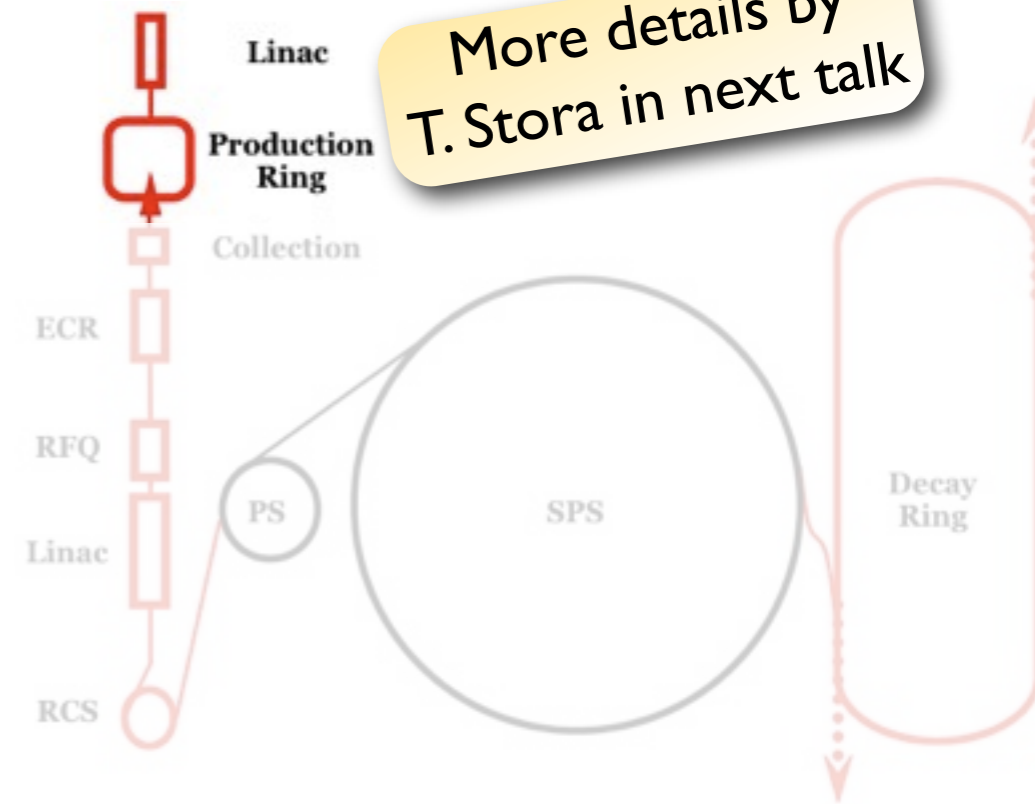 Linac
More details by
T. Stora in next talk
Production
Ring
Collection
ECR
RFQ
Linac
PS
SPS
Decay
Ring
RCS